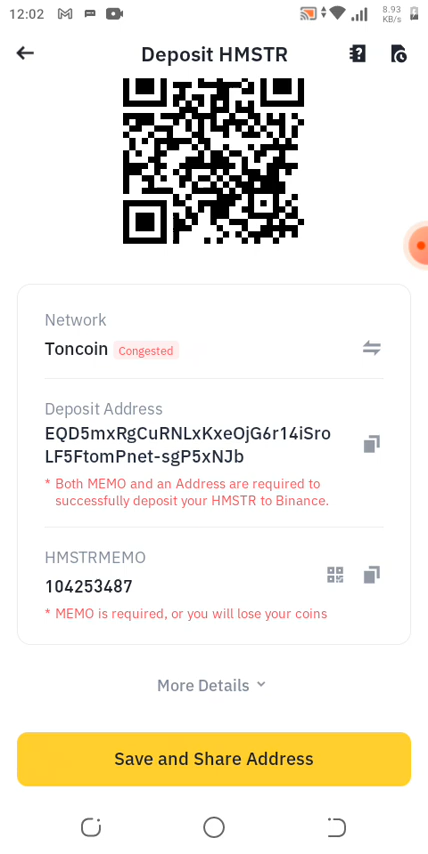 12:02
8.93
KB/s
Deposit HMSTR
Network
Toncoin Congested
Deposit Address
EQD5mxRgCuRNLxKxeOjG6r14iSro
LF5FtomPnet-sgP5xNJb
* Both MEMO and an Address are required to
successfully deposit your HMSTR to Binance.
HMSTRMEMO
104253487
* MEMO is required, or you will lose your coins
More Details
Save and Share Address